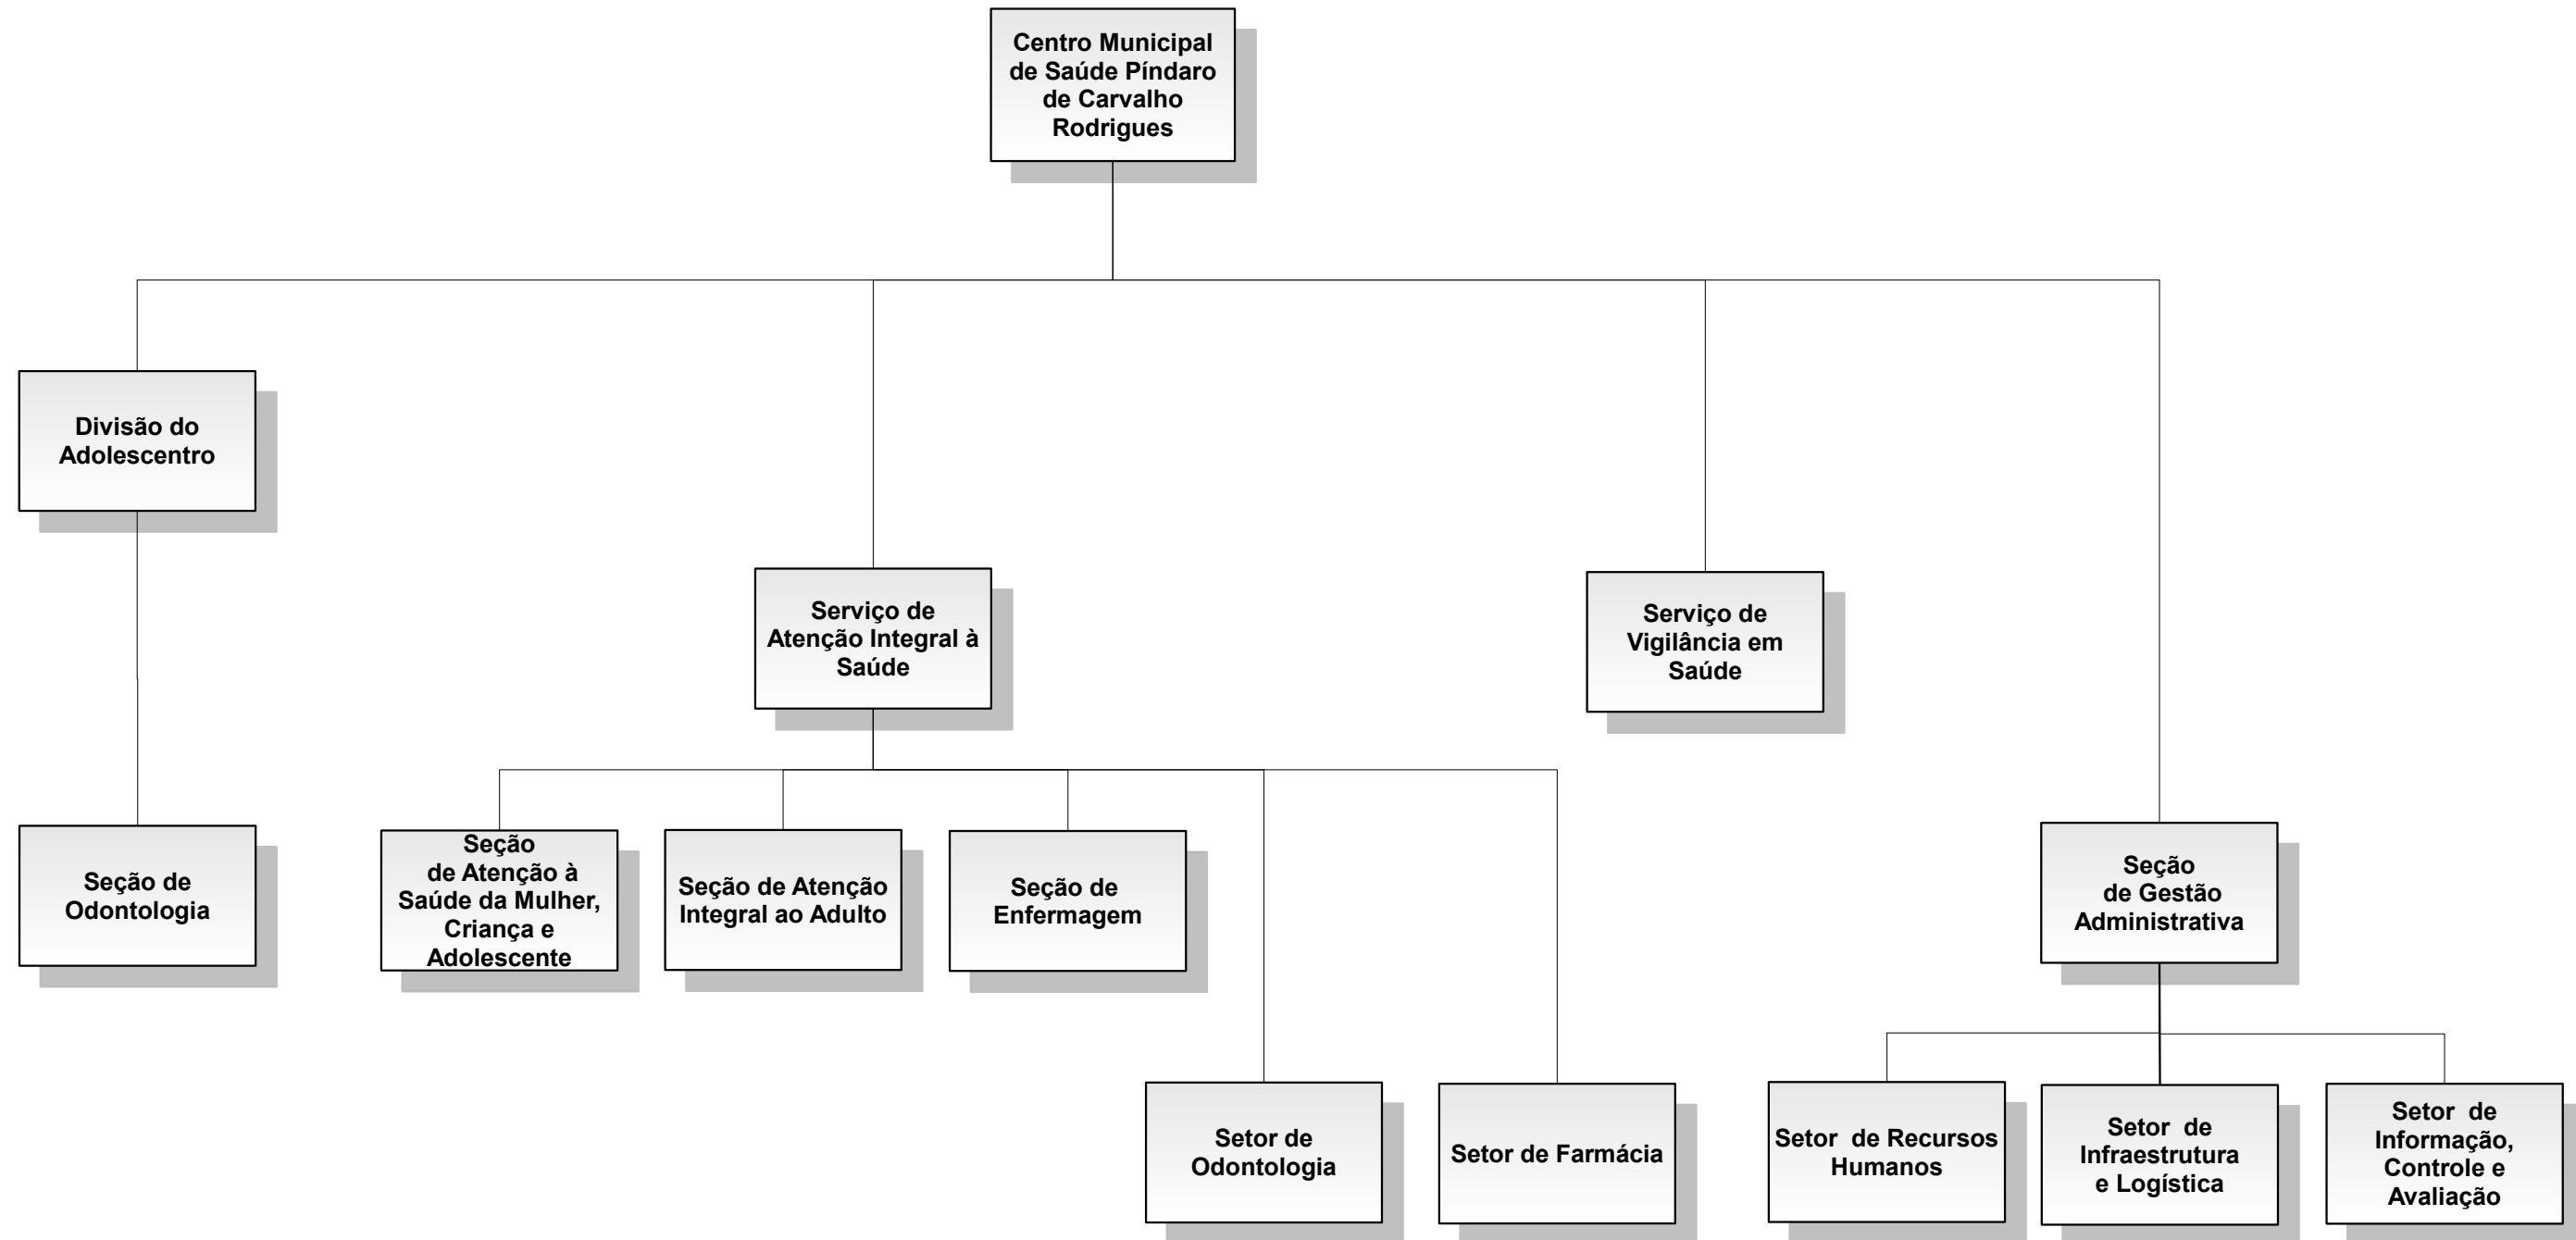 Centro Municipal
de Saúde Píndaro
de Carvalho
Rodrigues
Divisão do
Adolescentro
Serviço de
Atenção Integral à
Saúde
Serviço de
Vigilância em
Saúde
Seção de
Odontologia
Seção
de Atenção à
Saúde da Mulher,
Criança e
Adolescente
Seção de Atenção
Integral ao Adulto
Seção de
Enfermagem
Seção
de Gestão
Administrativa
Setor de
Odontologia
Setor de Farmácia
Setor de Recursos
Humanos
Setor de
Infraestrutura
e Logística
Setor de
Informação,
Controle e
Avaliação